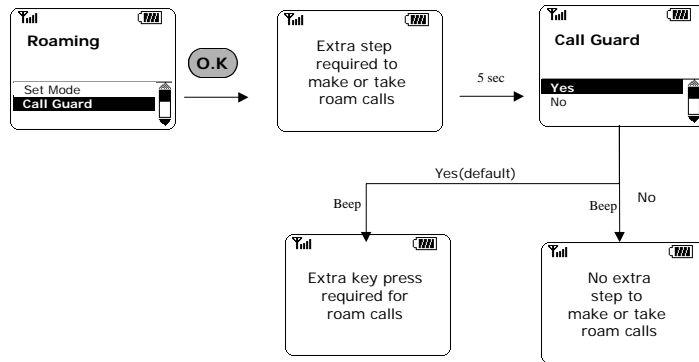 Roaming
Set Mode
Call Guard
O.K
Extra step
required to
make or take
roam calls
5 sec
Call Guard
Yes
No
Yes(default)
Beep
Beep
No
Extra key press
required for
roam calls
No extra
step to
make or take
roam calls